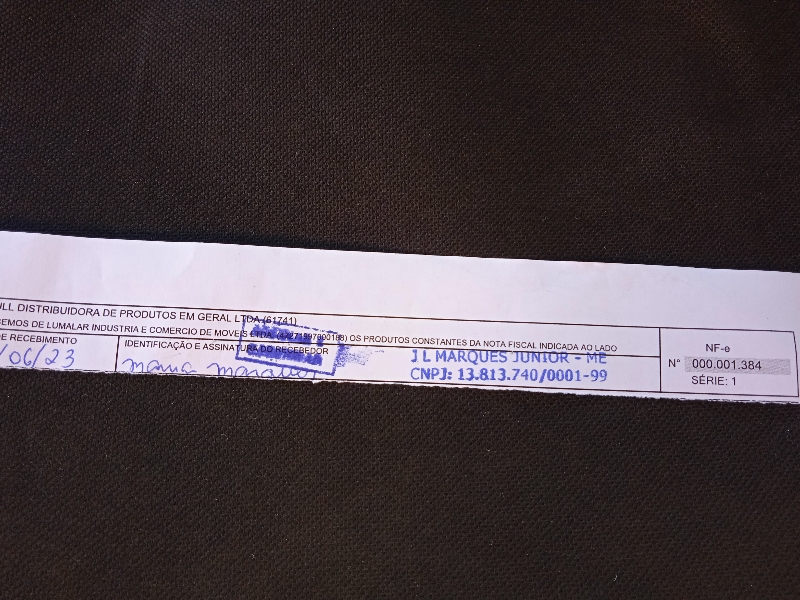 ULL DISTRIBUIDORA DE PRODUTOS EM GERAL LTDA (61741)
BEMOS DE LUMALAR INDUSTRIA E COMERCIO DE MOVEIS LTDA. OS PRODUTOS CONSTANTES DA NOTA FISCAL INDICADA AO LADO
DE RECEBIMENTO
/06/23
IDENTIFICAÇÃO E ASSINATURA DO RECEBEDOR
J L MARQUES JUNIOR - ME
CNPJ: 13.813.740/0001-99
NF-e
N° 000.001.384
SÉRIE: 1